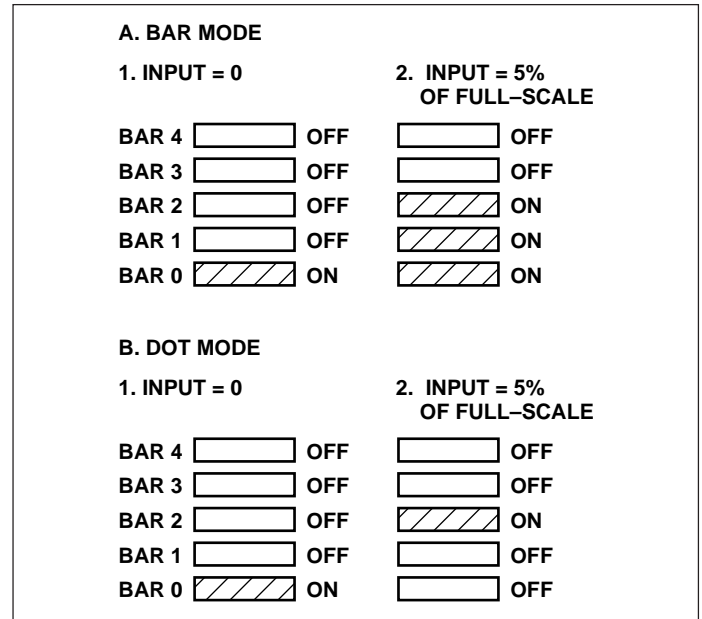 A. BAR MODE
1. INPUT = 0
2. INPUT = 5%
OF FULL–SCALE
BAR 4 OFF OFF
BAR 3 OFF OFF
BAR 2 OFF ON
BAR 1 OFF ON
BAR 0 ON ON
B. DOT MODE
1. INPUT = 0
2. INPUT = 5%
OF FULL–SCALE
BAR 4 OFF OFF
BAR 3 OFF OFF
BAR 2 OFF ON
BAR 1 OFF OFF
BAR 0 ON OFF